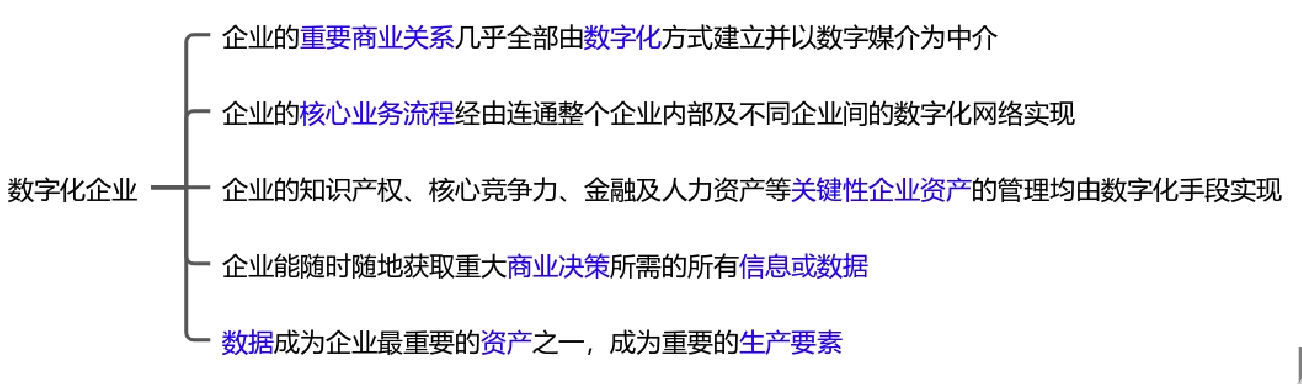 企业的重要商业关系几乎全部由数字化方式建立并以数字媒介为中介
企业的核心业务流程经由连通整个企业内部及不同企业间的数字化网络实现
数字化企业
企业的知识产权、核心竞争力、金融及人力资产等关键性企业资产的管理均由数字化手段实现
企业能随时随地获取重大商业决策所需的所有信息或数据
数据成为企业最重要的资产之一，成为重要的生产要素